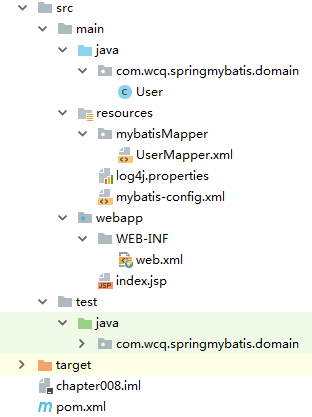 src
main
java
com.wcq.springmybatis.domain
C User
resources
mybatisMapper
UserMapper.xml
log4j.properties
mybatis-config.xml
webapp
WEB-INF
web.xml
JSP index.jsp
test
java
com.wcq.springmybatis.domain
target
chapter008.iml
m pom.xml